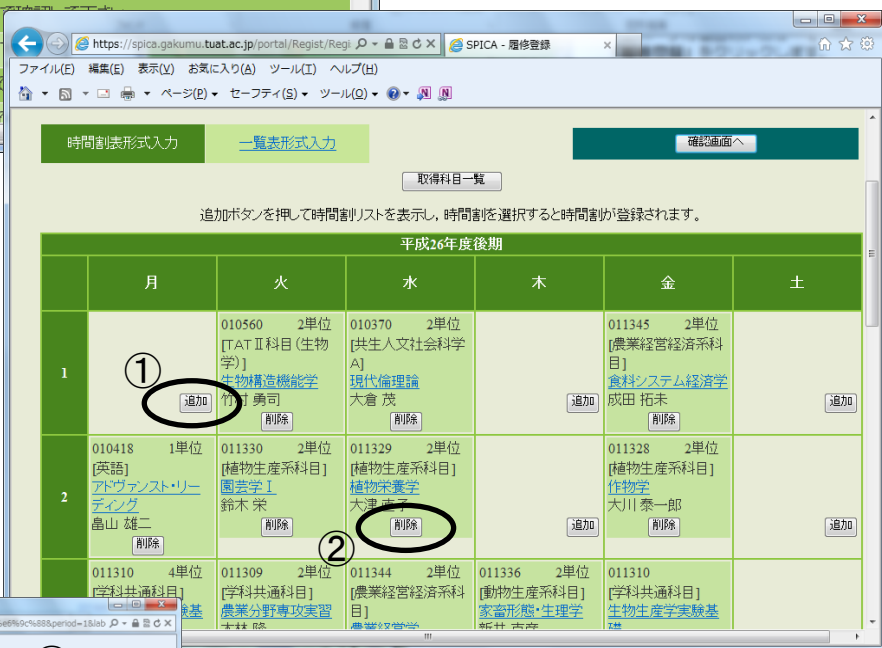 https://spica.gakumu.tuat.ac.jp/portal/Regist/Regi
SPICA - 履修登録
ファイル(F) 編集(E) 表示(V) お気に入り(A) ツール(T) ヘルプ(H)
ページ(P) セーフティ(S) ツール(O)
時間割表形式入力 一覧表形式入力 確認画面へ
取得科目一覧
追加ボタンを押して時間割リストを表示し，時間割を選択すると時間割が登録されます。
平成26年度後期
月 火 水 木 金 土
1
①
追加
010560 2単位
[TATⅡ科目（生物学）]
生物構造機能学
竹村 勇司
削除
010370 2単位
[共生人文社会科学A]
現代倫理論
大倉 茂
削除
追加
011345 2単位
[農業経営経済系科目]
食料システム経済学
成田 拓未
削除
追加
2
010418 1単位
[英語]
アドヴァンスト・リーディング
畠山 雄二
削除
011330 2単位
[植物生産系科目]
園芸学Ⅰ
鈴木 栄
削除
011329 2単位
[植物生産系科目]
植物栄養学
大津 直子
削除
②
追加
011328 2単位
[植物生産系科目]
作物学
大川 泰一郎
削除
追加
011310 4単位
[学科共通科目]
011309 2単位
[学科共通科目]
農業分野専攻実習
011344 2単位
[農業経営経済系科目]
農業経営学
011336 2単位
[動物生産系科目]
家畜形態・生理学
011310
[学科共通科目]
生物生産学実験基礎